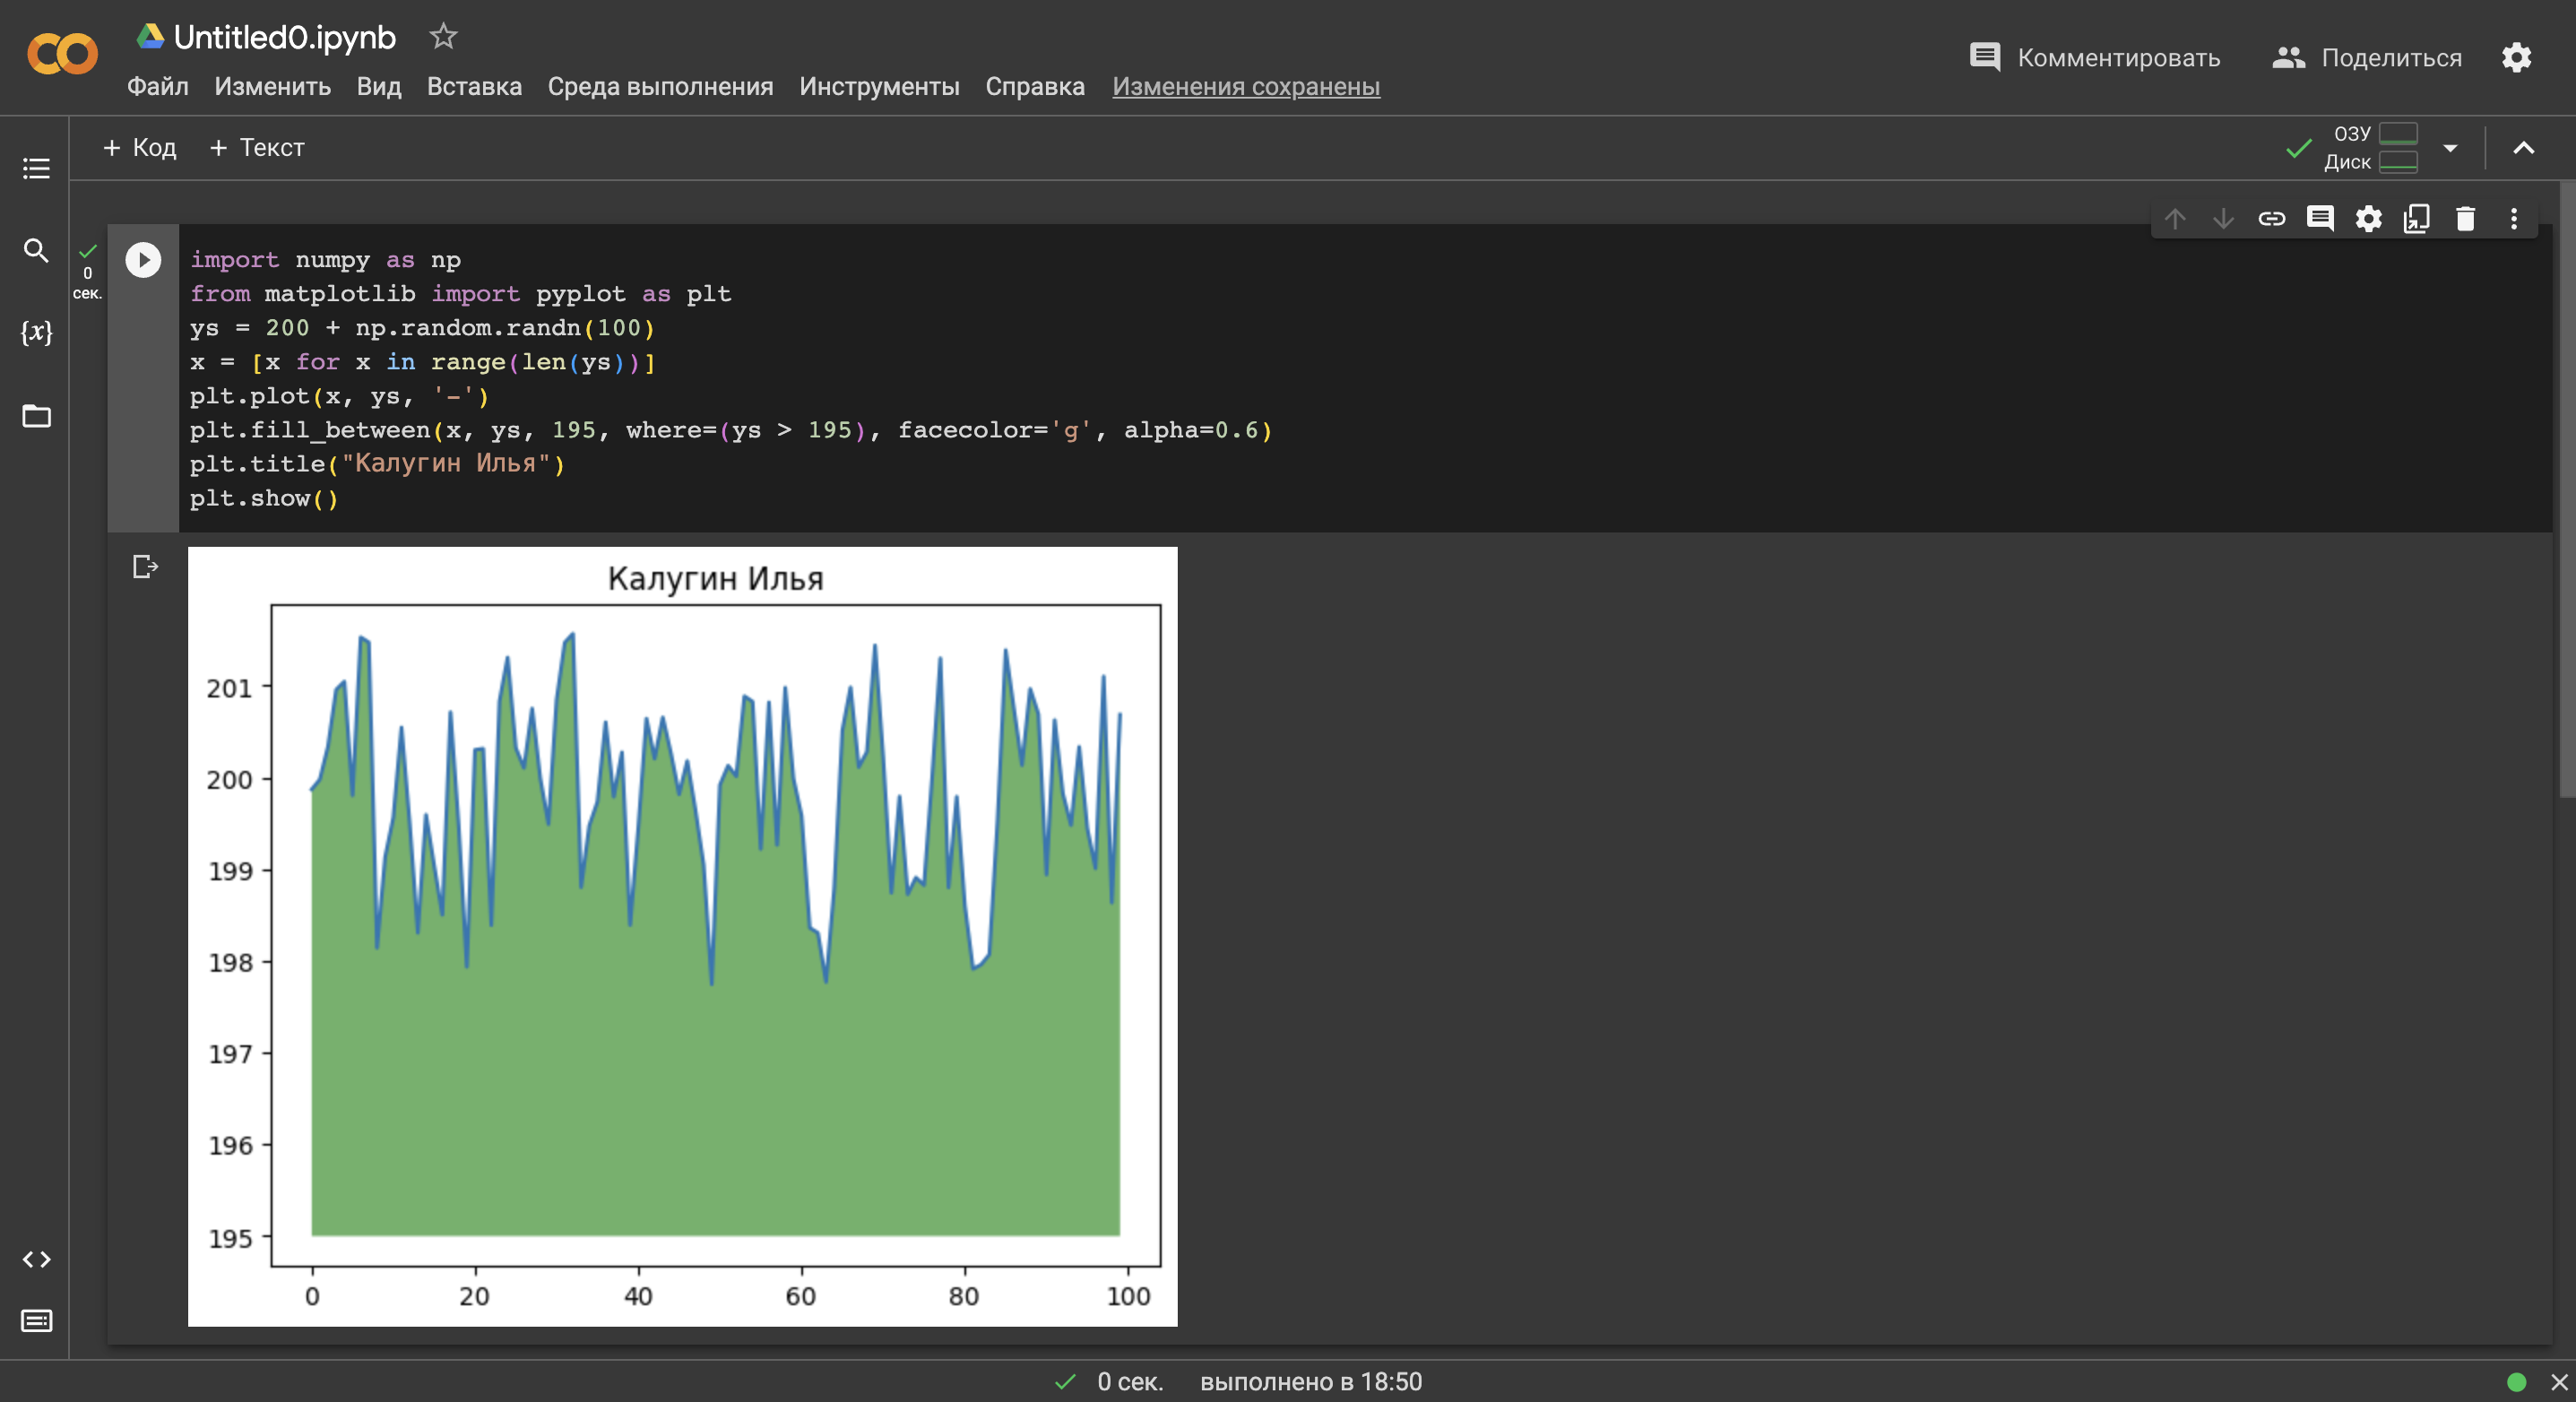 Untitled0.ipynb
Файл Изменить Вид Вставка Среда выполнения Инструменты Справка Изменения сохранены
Комментировать Поделиться
+ Код + Текст
ОЗУ
Диск
{x}
0
сек.
import numpy as np
from matplotlib import pyplot as plt
ys = 200 + np.random.randn(100)
x = [x for x in range(len(ys))]
plt.plot(x, ys, '-')
plt.fill_between(x, ys, 195, where=(ys > 195), facecolor='g', alpha=0.6)
plt.title("Калугин Илья")
plt.show()
Калугин Илья
201
200
199
198
197
196
195
0 20 40 60 80 100
0 сек. выполнено в 18:50